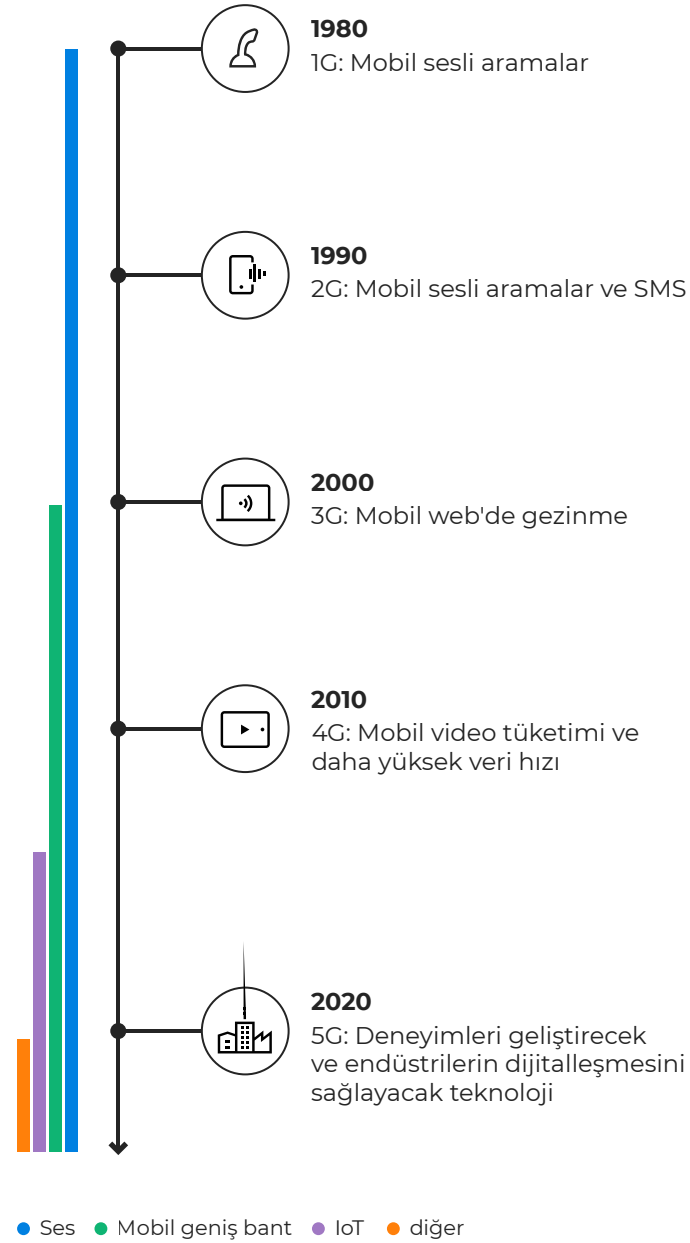 1980
1G: Mobil sesli aramalar
1990
2G: Mobil sesli aramalar ve SMS
2000
3G: Mobil web'de gezinme
2010
4G: Mobil video tüketimi ve
daha yüksek veri hızı
2020
5G: Deneyimleri geliştirecek
ve endüstrilerin dijitalleşmesini
sağlayacak teknoloji
Ses Mobil geniş bant IoT diğer